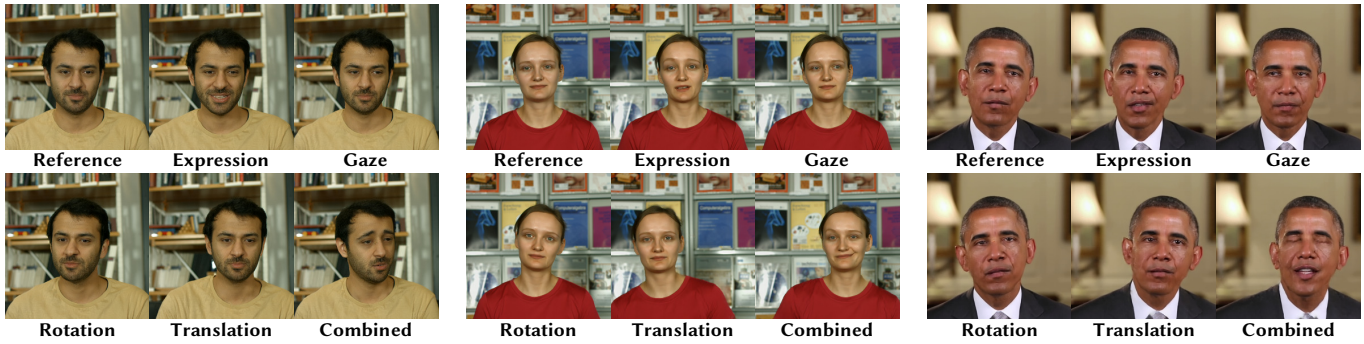 Reference Expression Gaze Reference Expression Gaze Reference Expression Gaze
Rotation Translation Combined Rotation Translation Combined Rotation Translation Combined